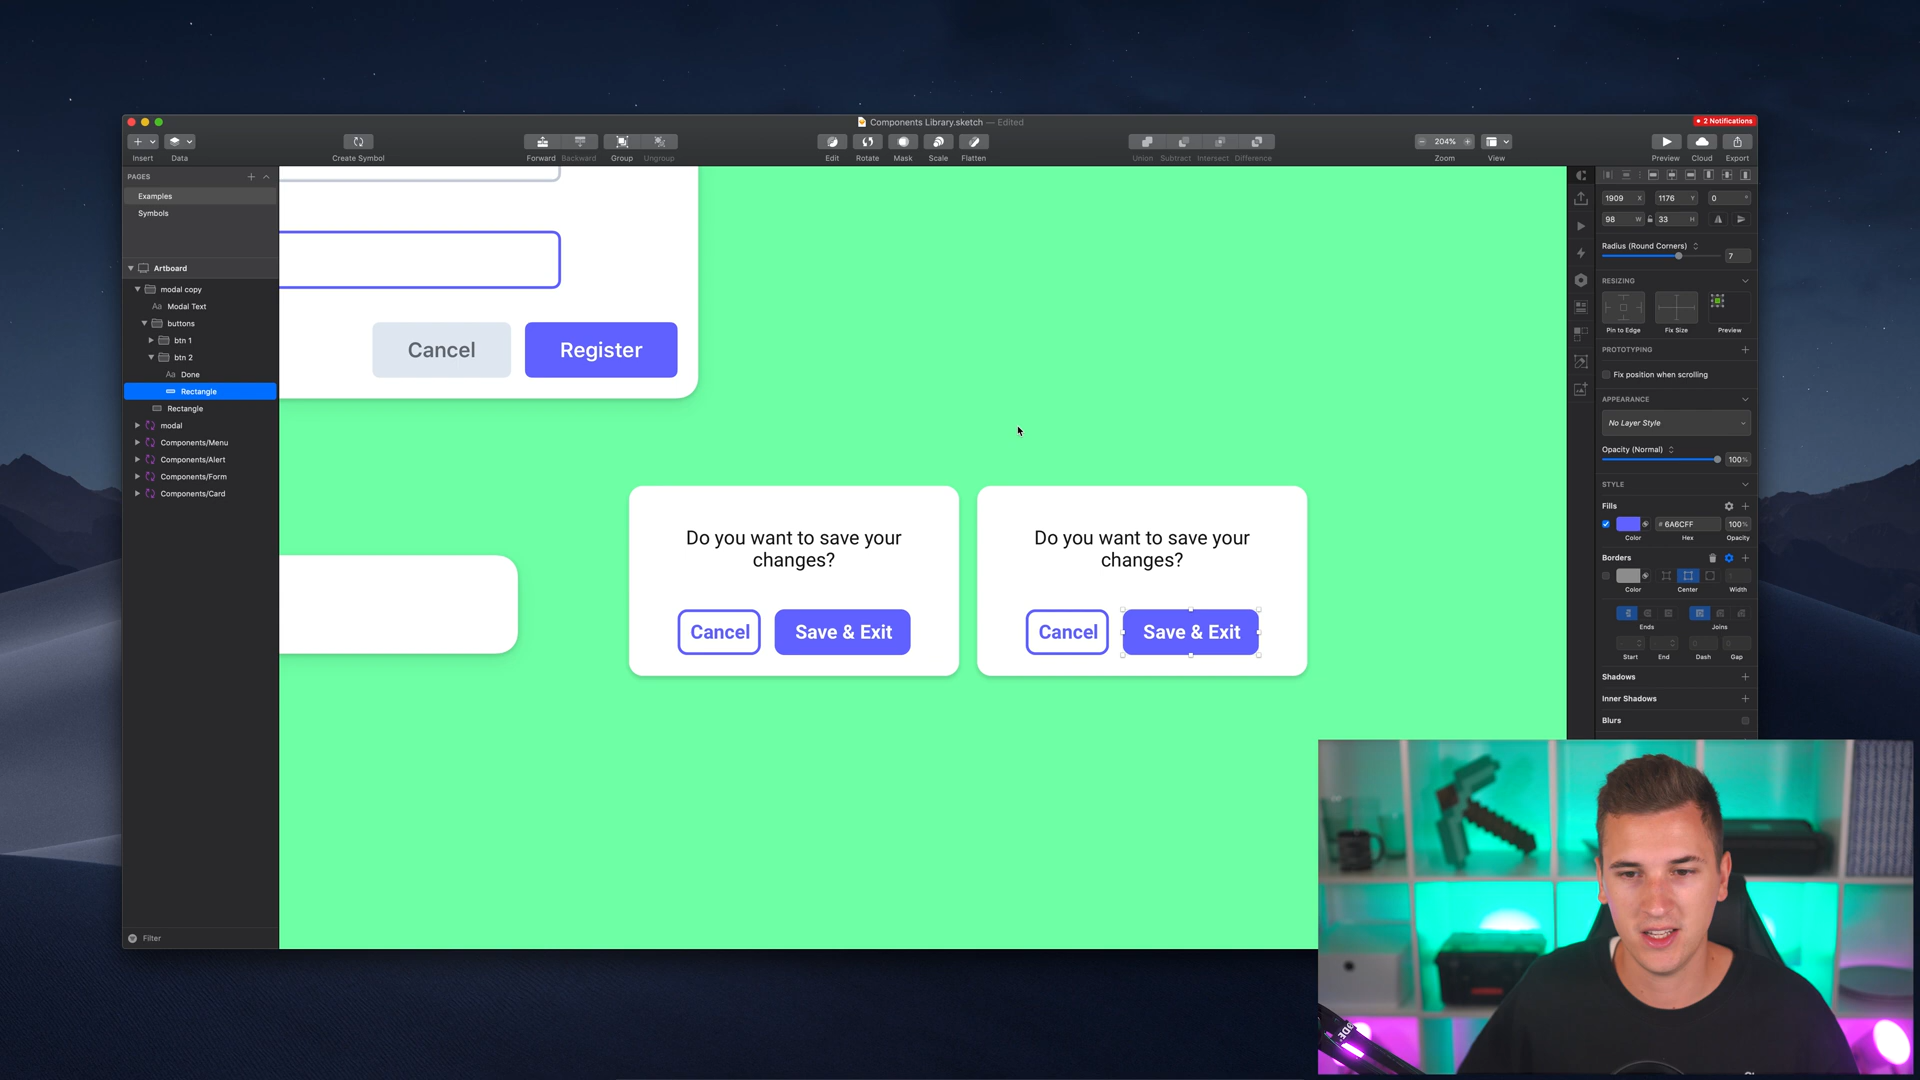 Components Library.sketch — Edited
2 Notifications
Insert
Data
Create Symbol
Forward
Backward
Group
Ungroup
Edit
Rotate
Mask
Scale
Flatten
Union
Subtract
Intersect
Difference
204%
Zoom
View
Preview
Cloud
Export
PAGES
Examples
Symbols
Artboard
modal copy
Aa Modal Text
buttons
btn 1
btn 2
Aa Done
Rectangle
Rectangle
modal
Components/Menu
Components/Alert
Components/Form
Components/Card
Filter
Cancel
Register
Do you want to save your
changes?
Cancel
Save & Exit
Do you want to save your
changes?
Cancel
Save & Exit
1909 X
1176 Y
0 °
98 W
33 H
Radius (Round Corners)
7
RESIZING
Pin to Edge
Fix Size
Preview
PROTOTYPING
Fix position when scrolling
APPEARANCE
No Layer Style
Opacity (Normal)
100 %
STYLE
Fills
# 6A6CFF
100 %
Color
Hex
Opacity
Borders
Color
Center
Width
Ends
Joins
Start
End
Dash
Gap
Shadows
Inner Shadows
Blurs